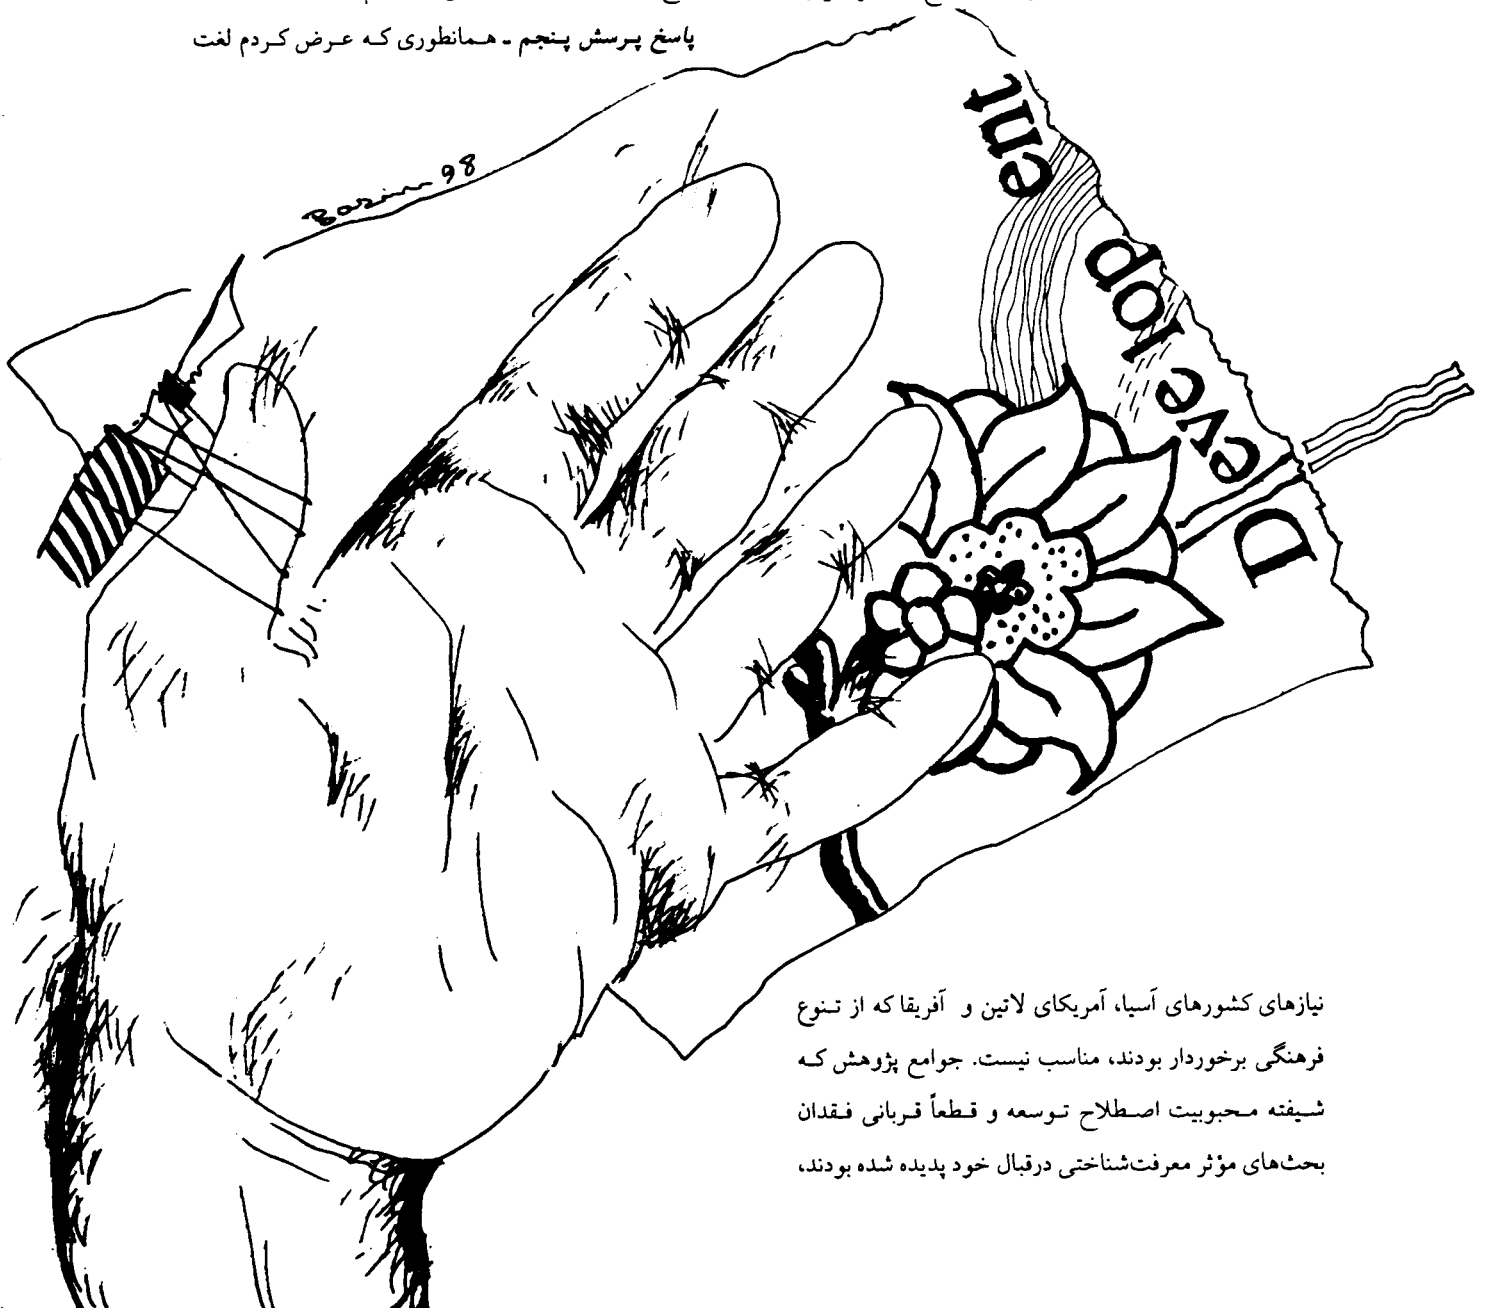 پاسخ پرسش پنجم ـ همانطوری که عرض کردم لغت
98
D eve lop ent
نیازهای کشورهای آسیا، آمریکای لاتین و آفریقا که از تنوع
فرهنگی برخوردار بودند، مناسب نیست. جوامع پژوهش که
شیفته محبوبیت اصطلاح توسعه و قطعاً قربانی فقدان
بحث‌های مؤثر معرفت‌شناختی درقبال خود پدیده شده بودند،